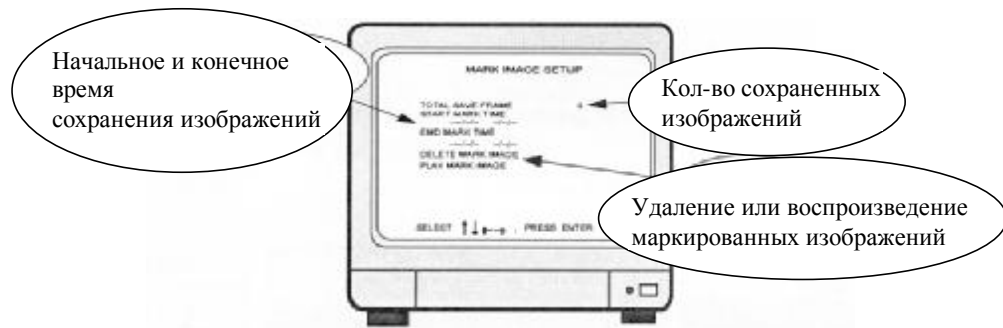 Начальное и конечное
время
сохранения изображений
MARK IMAGE SETUP
TOTAL SAVE FRAME
START MARK TIME
END MARK TIME
DELETE MARK IMAGE
PLAY MARK IMAGE
SELECT , PRESS ENTER
Кол-во сохраненных
изображений
Удаление или воспроизведение
маркированных изображений